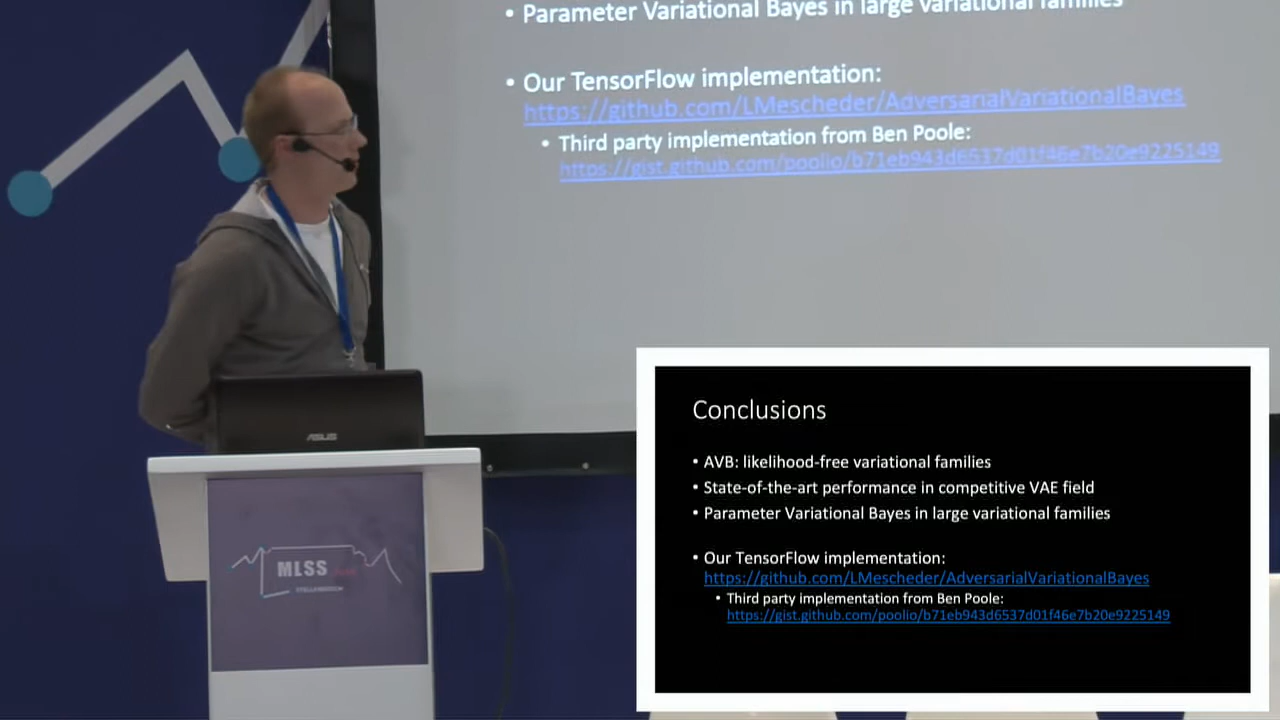 • Parameter Variational Bayes in large variational families
• Our TensorFlow implementation:
https://github.com/LMescheder/AdversarialVariationalBayes
• Third party implementation from Ben Poole:
https://gist.github.com/poolio/b71eb943d6537d01f46e7b20e9225149
ASUS
MLSS
Conclusions
• AVB: likelihood-free variational families
• State-of-the-art performance in competitive VAE field
• Parameter Variational Bayes in large variational families
• Our TensorFlow implementation:
https://github.com/LMescheder/AdversarialVariationalBayes
• Third party implementation from Ben Poole:
https://gist.github.com/poolio/b71eb943d6537d01f46e7b20e9225149